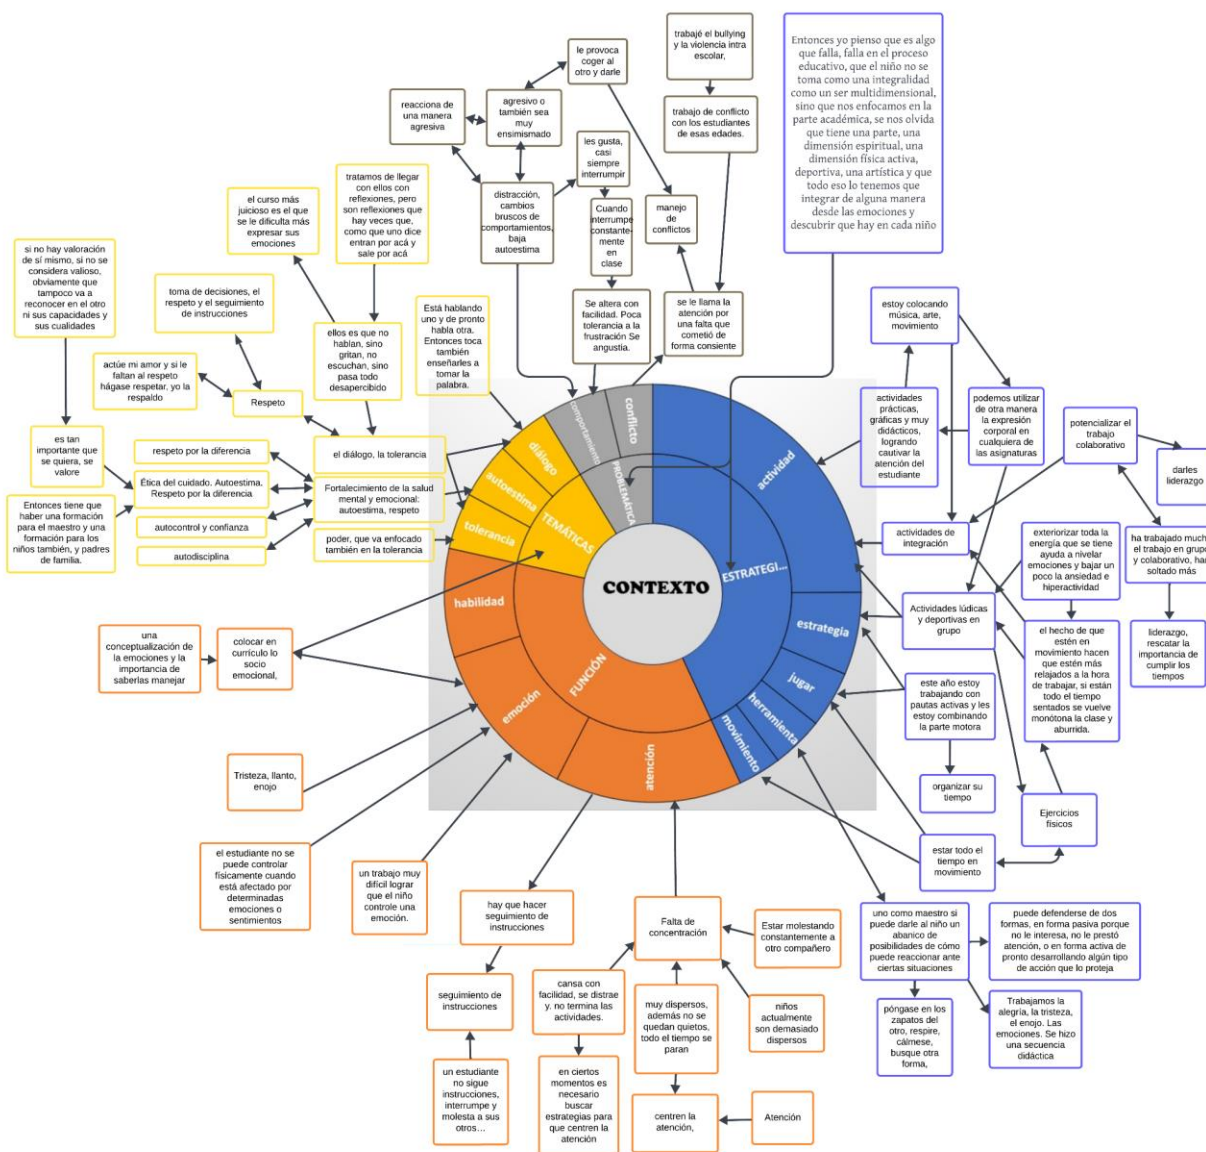 le provoca
coger al
otro y darle
trabajé el bullying
y la violencia intra
escolar,
Entonces yo pienso que es algo
que falla, falla en el proceso
educativo, que el niño no se
toma como una integralidad
como un ser multidimensional,
sino que nos enfocamos en la
parte académica, se nos olvida
que tiene una parte, una
dimensión espiritual, una
dimensión física activa,
deportiva, una artística y que
todo eso lo tenemos que
integrar de alguna manera
desde las emociones y
descubrir que hay en cada niño
reacciona de
una manera
agresiva
agresivo o
también sea
muy
ensimismado
trabajo de conflicto
con los estudiantes
de esas edades.
les gusta,
casi
siempre
interrumpir
tratamos de llegar
con ellos con
reflexiones, pero
son reflexiones que
hay veces que,
como que uno dice
entran por acá y
sale por acá
el curso más
juicioso es el que
se le dificulta más
expresar sus
emociones
distracción,
cambios
bruscos de
comportamientos,
baja
autoestima
Cuando
interrumpe
constante-
mente en
clase
manejo
de
conflictos
si no hay valoración
de sí mismo, si no se
considera valioso,
obviamente que
tampoco va a
reconocer en el otro
ni sus capacidades y
sus cualidades
toma de decisiones, el
respeto y el seguimiento
de instrucciones
Está hablando
uno y de pronto
habla otra.
Entonces toca
también
enseñarles a
tomar la
palabra.
Se altera con
facilidad. Poca
tolerancia a la
frustración Se
angustia.
se le llama la
atención por
una falta que
cometió de
forma consiente
estoy colocando
música, arte,
movimiento
ellos es que no
hablan, sino
gritan, no
escuchan, sino
pasa todo
desapercibido
actúe mi amor y si le
faltan al respeto
hágase respetar, yo la
respaldo
Respeto
actividades
prácticas,
gráficas y muy
didácticos,
logrando
cautivar la
atención del
estudiante
podemos utilizar
de otra manera
la expresión
corporal en
cualquiera de
las asignaturas
potencializar el
trabajo
colaborativo
darles
liderazgo
es tan
importante que
se quiera, se
valore
respeto por la diferencia
el diálogo, la tolerancia
Ética del cuidado. Autoestima.
Respeto por la diferencia
Fortalecimiento de la salud
mental y emocional:
autoestima, respeto
Entonces tiene que
haber una formación
para el maestro y una
formación para los
niños también, y padres
de familia.
autocontrol y confianza
autodisciplina
poder, que va enfocado
también en la tolerancia
comportamiento
conflicto
PROBLEMÁTICA
diálogo
autoestima
tolerancia
TEMÁTICAS
actividad
CONTEXTO
ESTRATEGI...
estrategia
jugar
herramienta
movimiento
habilidad
emoción
atención
FUNCIÓN
actividades de
integración
exteriorizar toda la
energía que se tiene
ayuda a nivelar
emociones y bajar un
poco la ansiedad e
hiperactividad
ha trabajado mucho
el trabajo en grupo
y colaborativo, han
soltado más
Actividades lúdicas
y deportivas en
grupo
el hecho de que
estén en
movimiento hacen
que estén más
relajados a la hora
de trabajar, si están
todo el tiempo
sentados se vuelve
monótona la clase y
aburrida.
liderazgo,
rescatar la
importancia de
cumplir los
tiempos
una
conceptualización de
la emociones y la
importancia de
saberlas manejar
colocar en
currículo lo
socio
emocional,
este año estoy
trabajando con
pautas activas y les
estoy combinando
la parte motora
organizar su
tiempo
Ejercicios
físicos
estar todo el
tiempo en
movimiento
Tristeza, llanto,
enojo
el estudiante no se
puede controlar
físicamente cuando
está afectado por
determinadas
emociones o
sentimientos
un trabajo muy
difícil lograr
que el niño
controle una
emoción.
hay que hacer
seguimiento de
instrucciones
Falta de
concentración
Estar molestando
constantemente a
otro compañero
uno como maestro si
puede darle al niño un
abanico de
posibilidades de cómo
puede reaccionar ante
ciertas situaciones
puede defenderse de dos
formas, en forma pasiva porque
no le interesa, no le prestó
atención, o en forma activa de
pronto desarrollando algún tipo
de acción que lo proteja
seguimiento de
instrucciones
cansa con
facilidad, se distrae
y. no termina las
actividades.
muy dispersos,
además no se
quedan quietos,
todo el tiempo se
paran
niños
actualmente
son demasiado
dispersos
póngase en los
zapatos del
otro, respire,
cálmese,
busque otra
forma,
Trabajamos la
alegría, la tristeza,
el enojo. Las
emociones. Se hizo
una secuencia
didáctica
un estudiante
no sigue
instrucciones,
interrumpe y
molesta a sus
otros…
en ciertos
momentos es
necesario
buscar
estrategias para
que centren la
atención
centren la
atención,
Atención